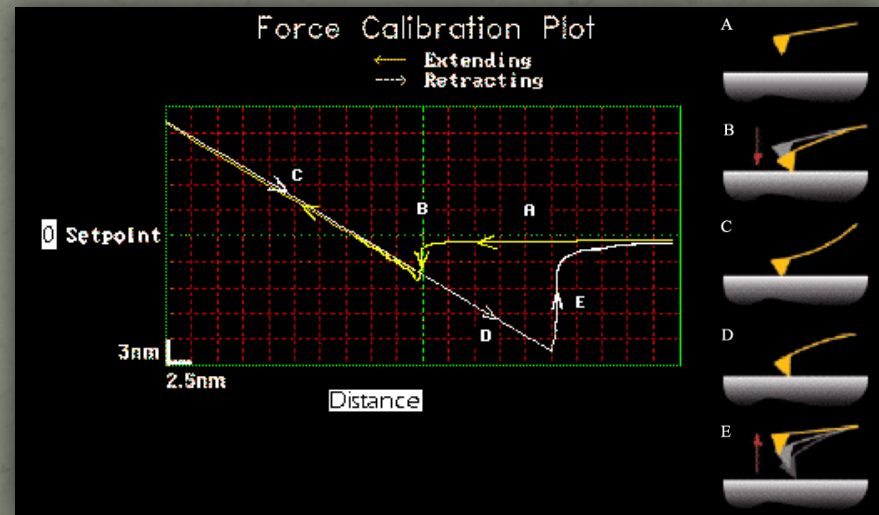 Force Calibration Plot
Extending
Retracting
C
B
A
0 Setpoint
E
D
3nm
2.5nm
Distance
A
B
C
D
E